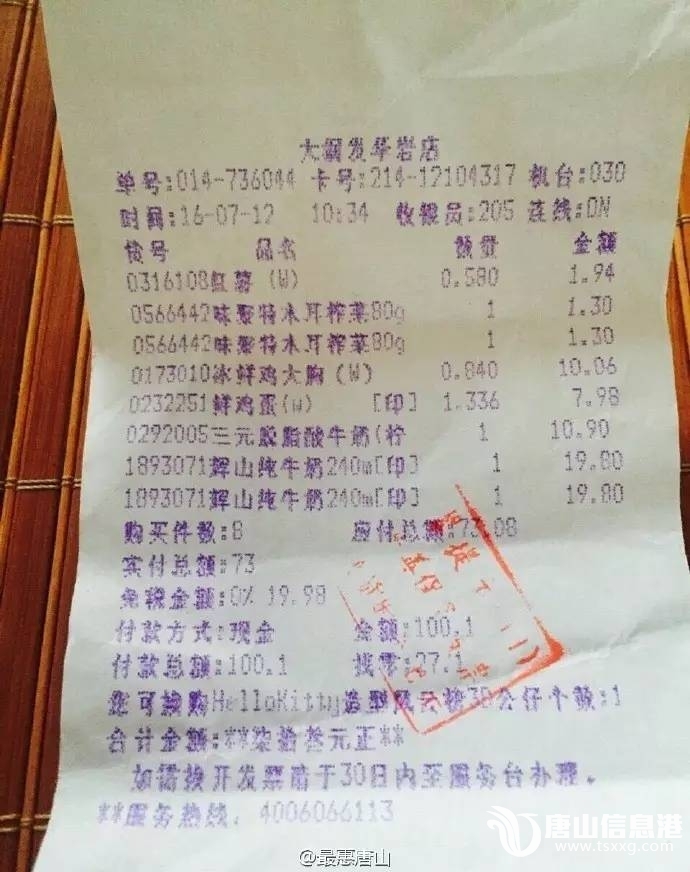 大润发华岩店
单号:014-736044 卡号:214-12104317 机台:030
时间:16-07-12 10:34 收银员:205 连线:ON
货号 品名 数量 金额
0316108红薯(W) 0.580 1.94
0566442味聚特木耳榨菜80g 1 1.30
0566442味聚特木耳榨菜80g 1 1.30
0173010冰鲜鸡大胸(W) 0.840 10.06
0232251鲜鸡蛋(W) [印] 1.336 7.98
0292005三元脱脂酸牛奶(柠 1 10.90
1893071辉山纯牛奶240m[印] 1 19.80
1893071辉山纯牛奶240m[印] 1 19.80
购买件数:8 应付总额:73.08
实付总额:73
免税金额:0% 19.98
付款方式:现金 金额:100.1
付款总额:100.1 找零:27.1
您可换购HelloKitty造型风云榜3D公仔个数:1
合计金额:**柒拾叁元正**
如需换开发票请于30日内至服务台办理.
**服务热线: 4006066113
@最惠唐山
唐山信息港
www.tsxxg.com